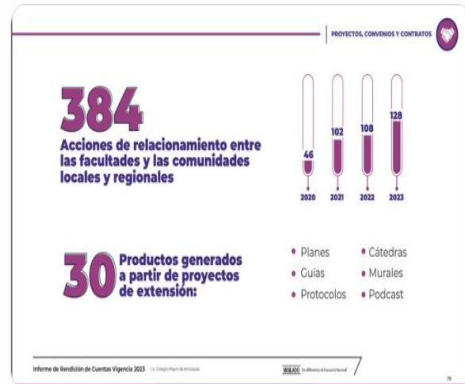 PROYECTOS, CONVENIOS Y CONTRATOS
384
Acciones de relacionamiento entre
las facultades y las comunidades
locales y regionales
46
102
108
128
2020
2021
2022
2023
30
Productos generados
a partir de proyectos
de extensión:
• Planes
• Guías
• Protocolos
• Cátedras
• Murales
• Podcast
Informe de Rendición de Cuentas Vigencia 2023